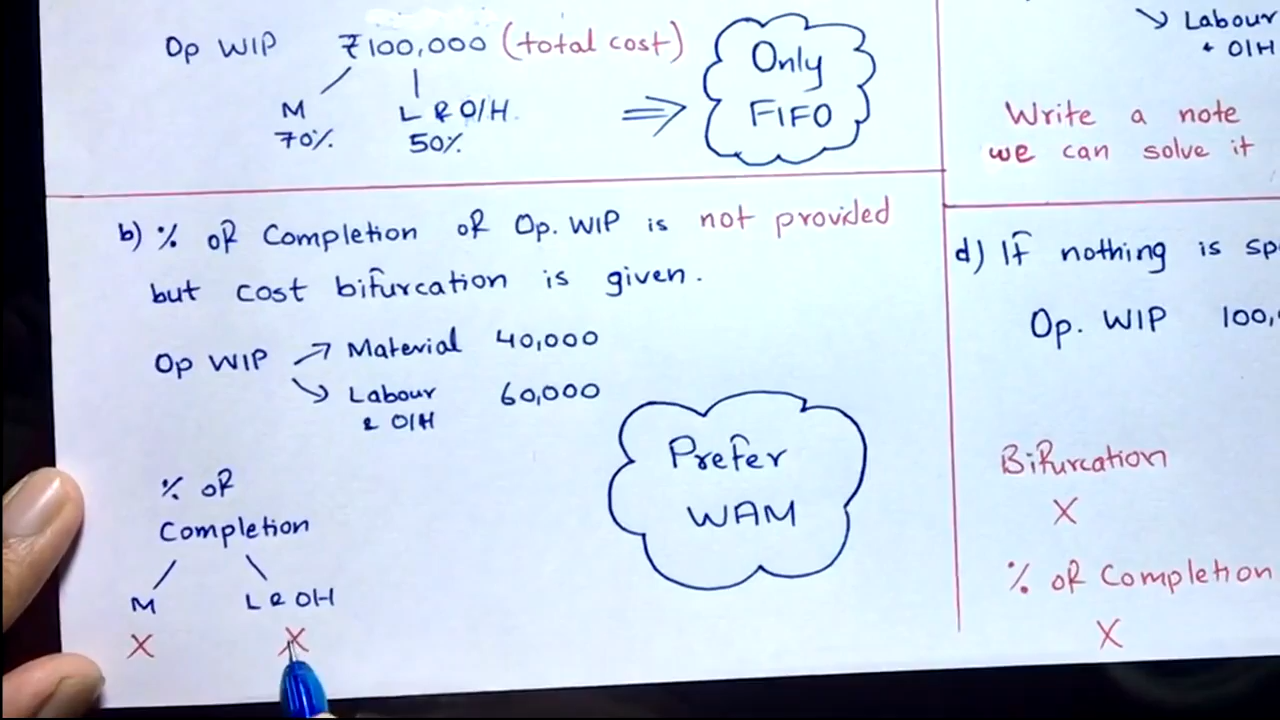 Op WIP ₹100,000 (total cost)
M L & O/H.
70% 50%
⇒ Only
FIFO
b) % of Completion of Op. WIP is not provided
but cost bifurcation is given.
Op WIP → Material 40,000
→ Labour 60,000
& O/H
% of
Completion
M L & OH
X X
Prefer
WAM
→ Labour
& O/H
Write a note
we can solve it
d) If nothing is
Op. WIP
Bifurcation
X
% of Completion
X